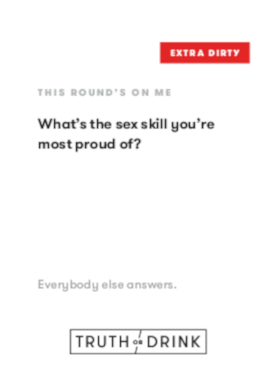 EXTRA DIRTY
THIS ROUND'S ON ME
What's the sex skill you're
most proud of?
Everybody else answers.
TRUTH OR DRINK